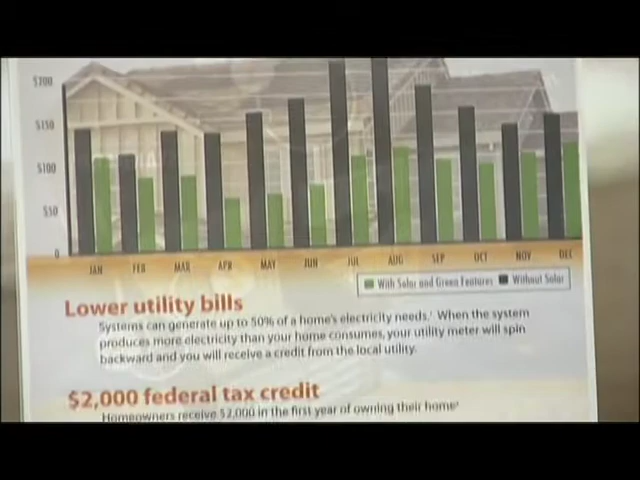 $200
$150
$100
$50
0
JAN FEB MAR APR MAY JUN JUL AUG SEP OCT NOV DEC
With Solar and Green Features Without Solar
Lower utility bills
Systems can generate up to 50% of a home's electricity needs.¹ When the system
produces more electricity than your home consumes, your utility meter will spin
backward and you will receive a credit from the local utility.
$2,000 federal tax credit
Homeowners receive $2,000 in the first year of owning their home²